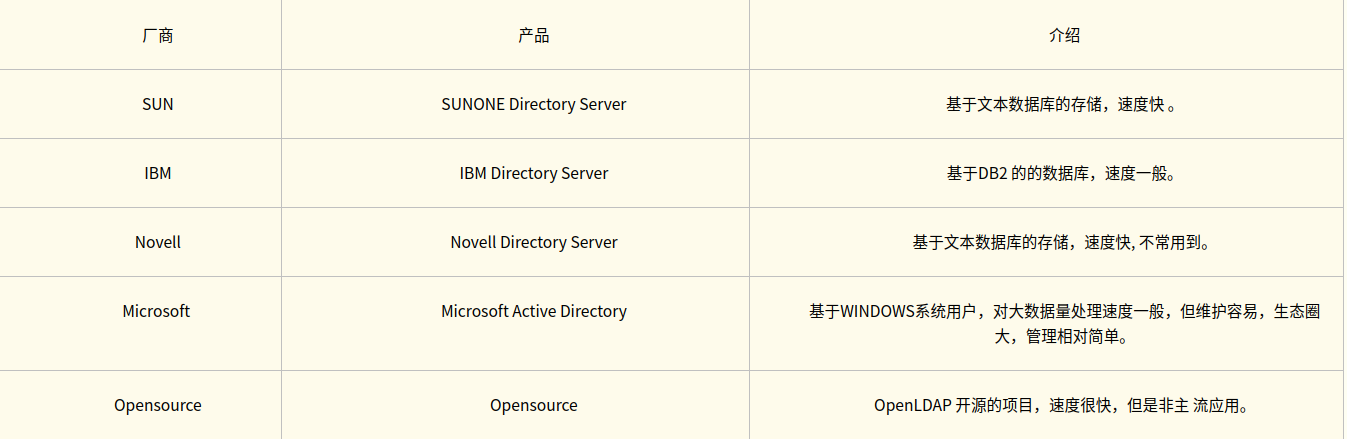 厂商 产品 介绍
SUN SUNONE Directory Server 基于文本数据库的存储，速度快 。
IBM IBM Directory Server 基于DB2 的的数据库，速度一般。
Novell Novell Directory Server 基于文本数据库的存储，速度快, 不常用到。
Microsoft Microsoft Active Directory 基于WINDOWS系统用户，对大数据量处理速度一般，但维护容易，生态圈
大，管理相对简单。
Opensource Opensource OpenLDAP 开源的项目，速度很快，但是非主 流应用。